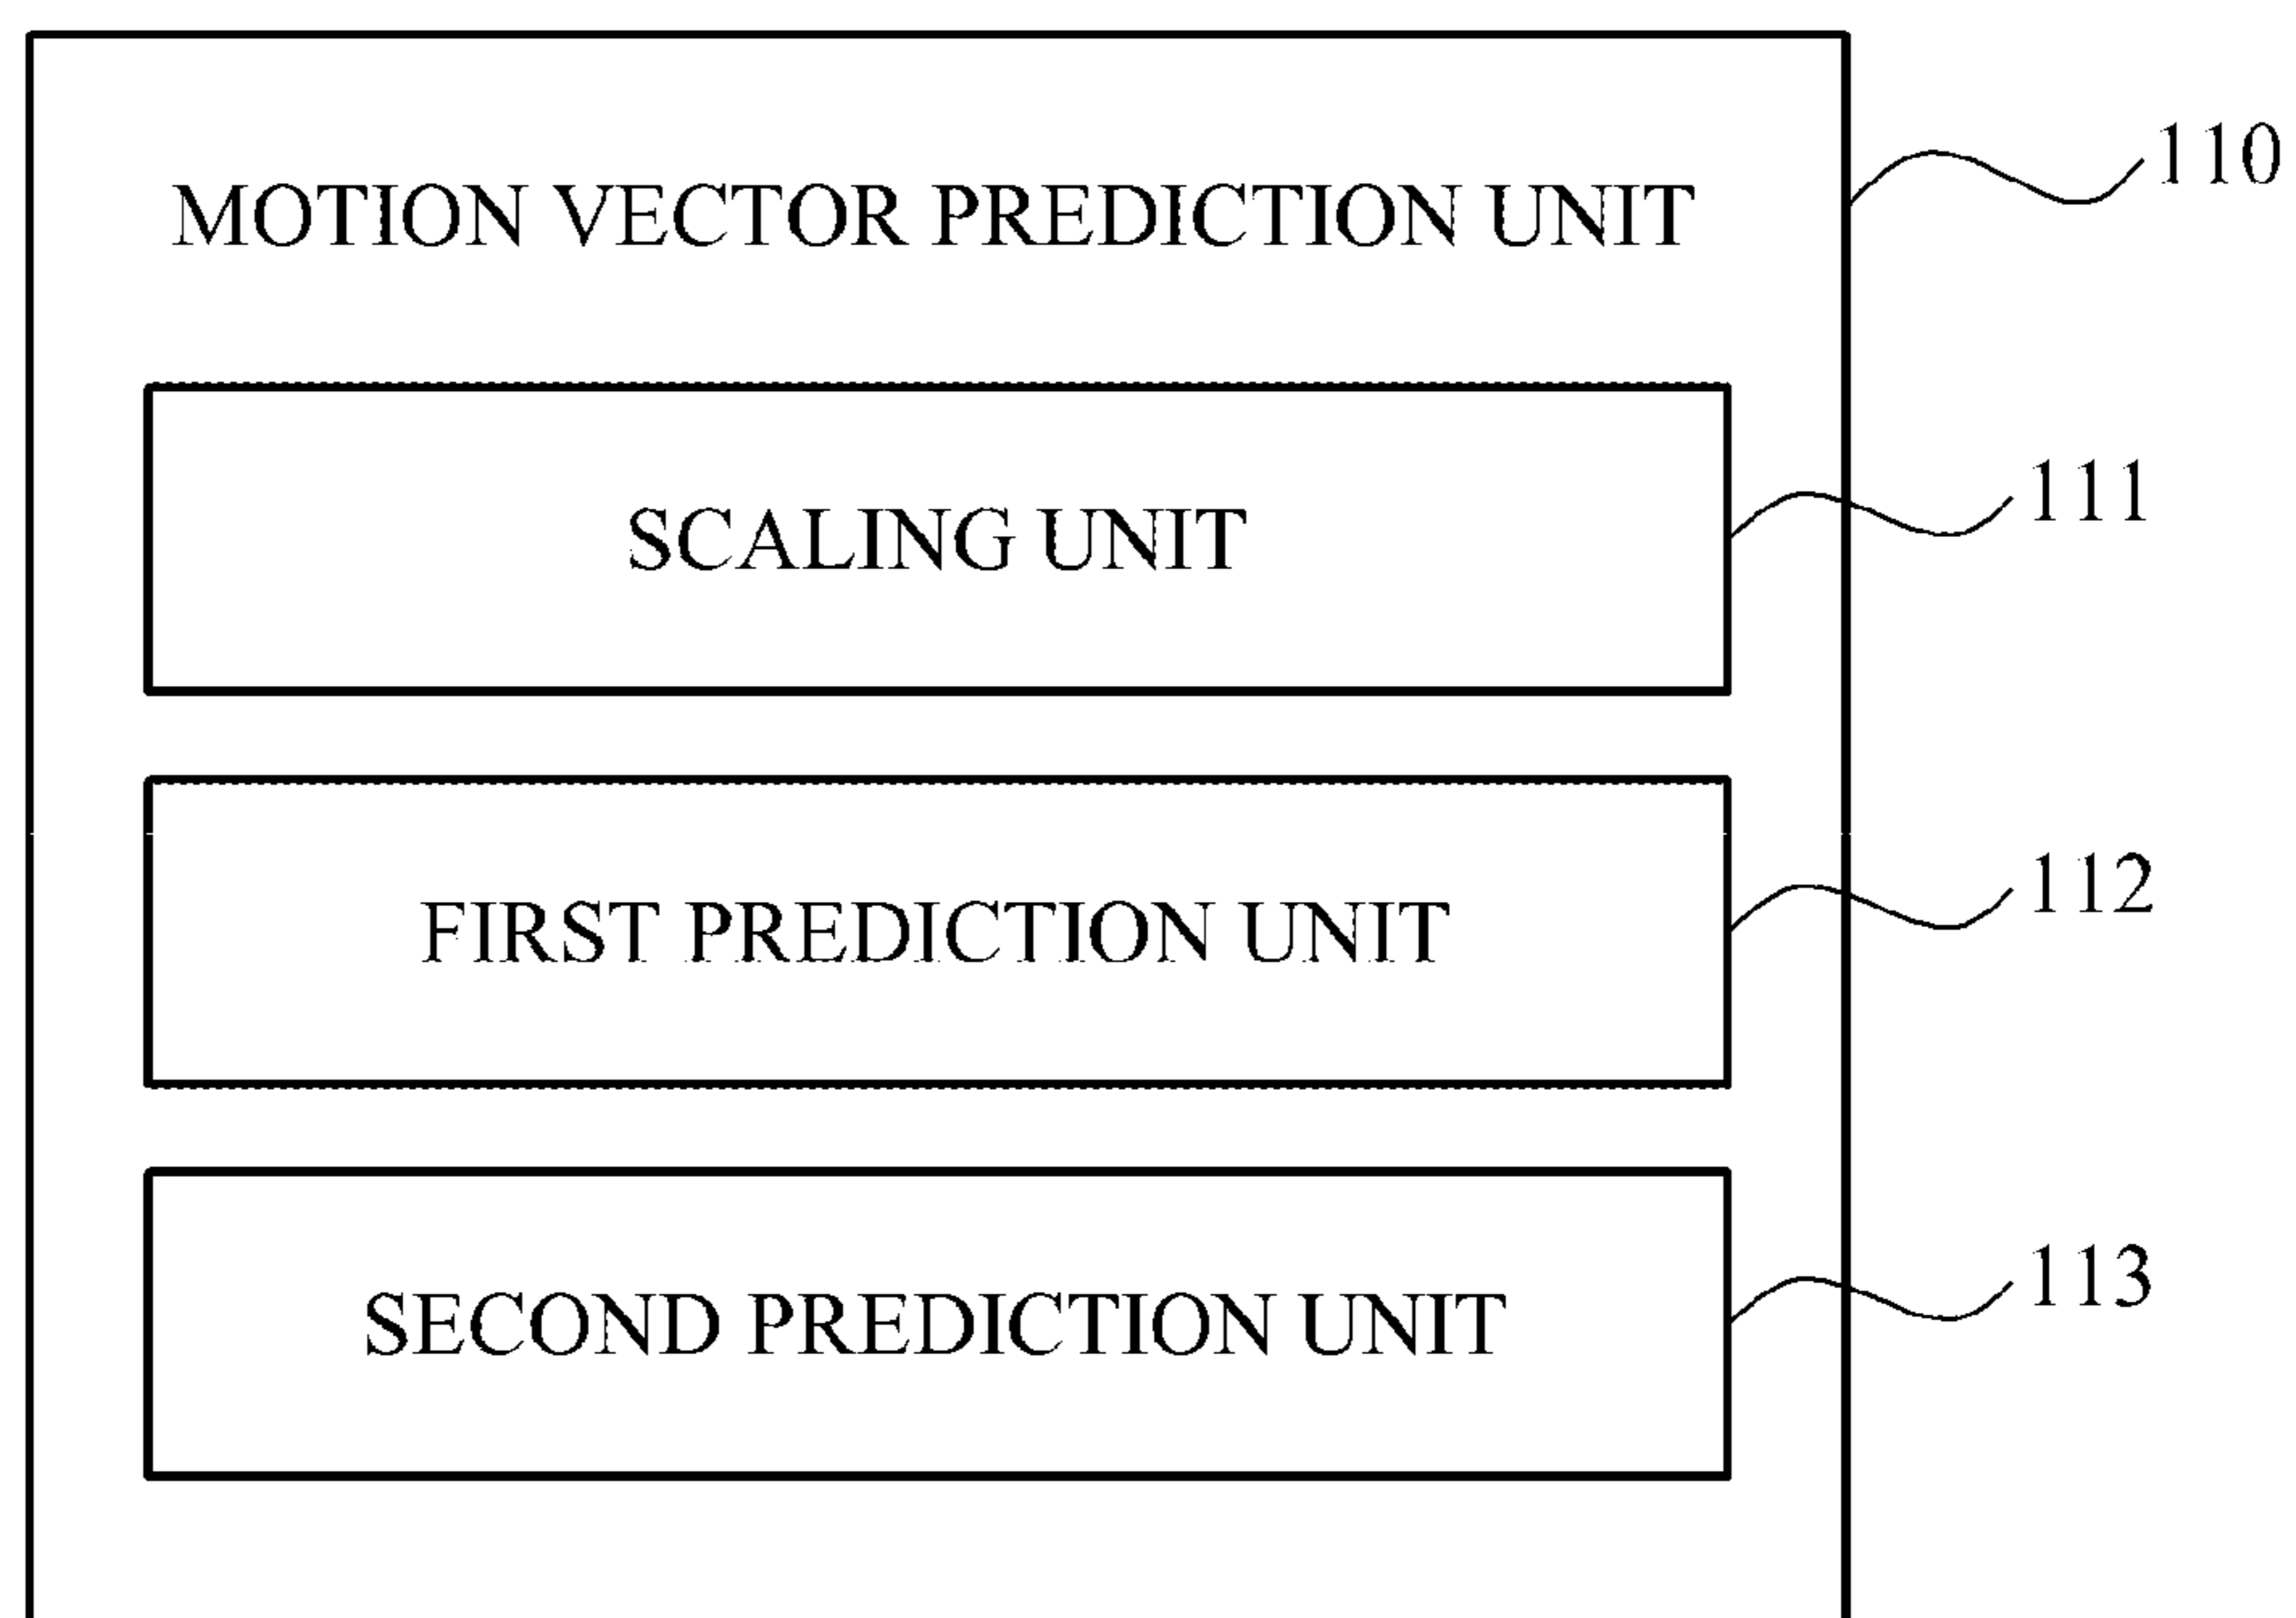 MOTION VECTOR PREDICTION UNIT
110
SCALING UNIT
111
FIRST PREDICTION UNIT
112
SECOND PREDICTION UNIT
113